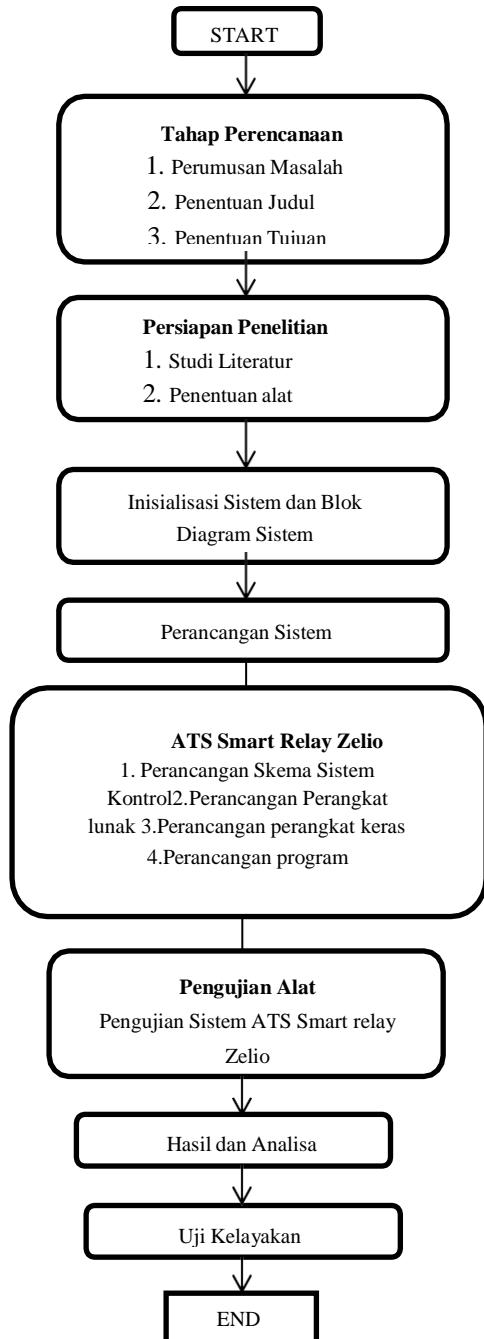 START
Tahap Perencanaan
1. Perumusan Masalah
2. Penentuan Judul
3. Penentuan Tujuan
Persiapan Penelitian
1. Studi Literatur
2. Penentuan alat
Inisialisasi Sistem dan Blok
Diagram Sistem
Perancangan Sistem
ATS Smart Relay Zelio
1. Perancangan Skema Sistem
Kontrol2.Perancangan Perangkat
lunak 3.Perancangan perangkat keras
4.Perancangan program
Pengujian Alat
Pengujian Sistem ATS Smart relay
Zelio
Hasil dan Analisa
Uji Kelayakan
END